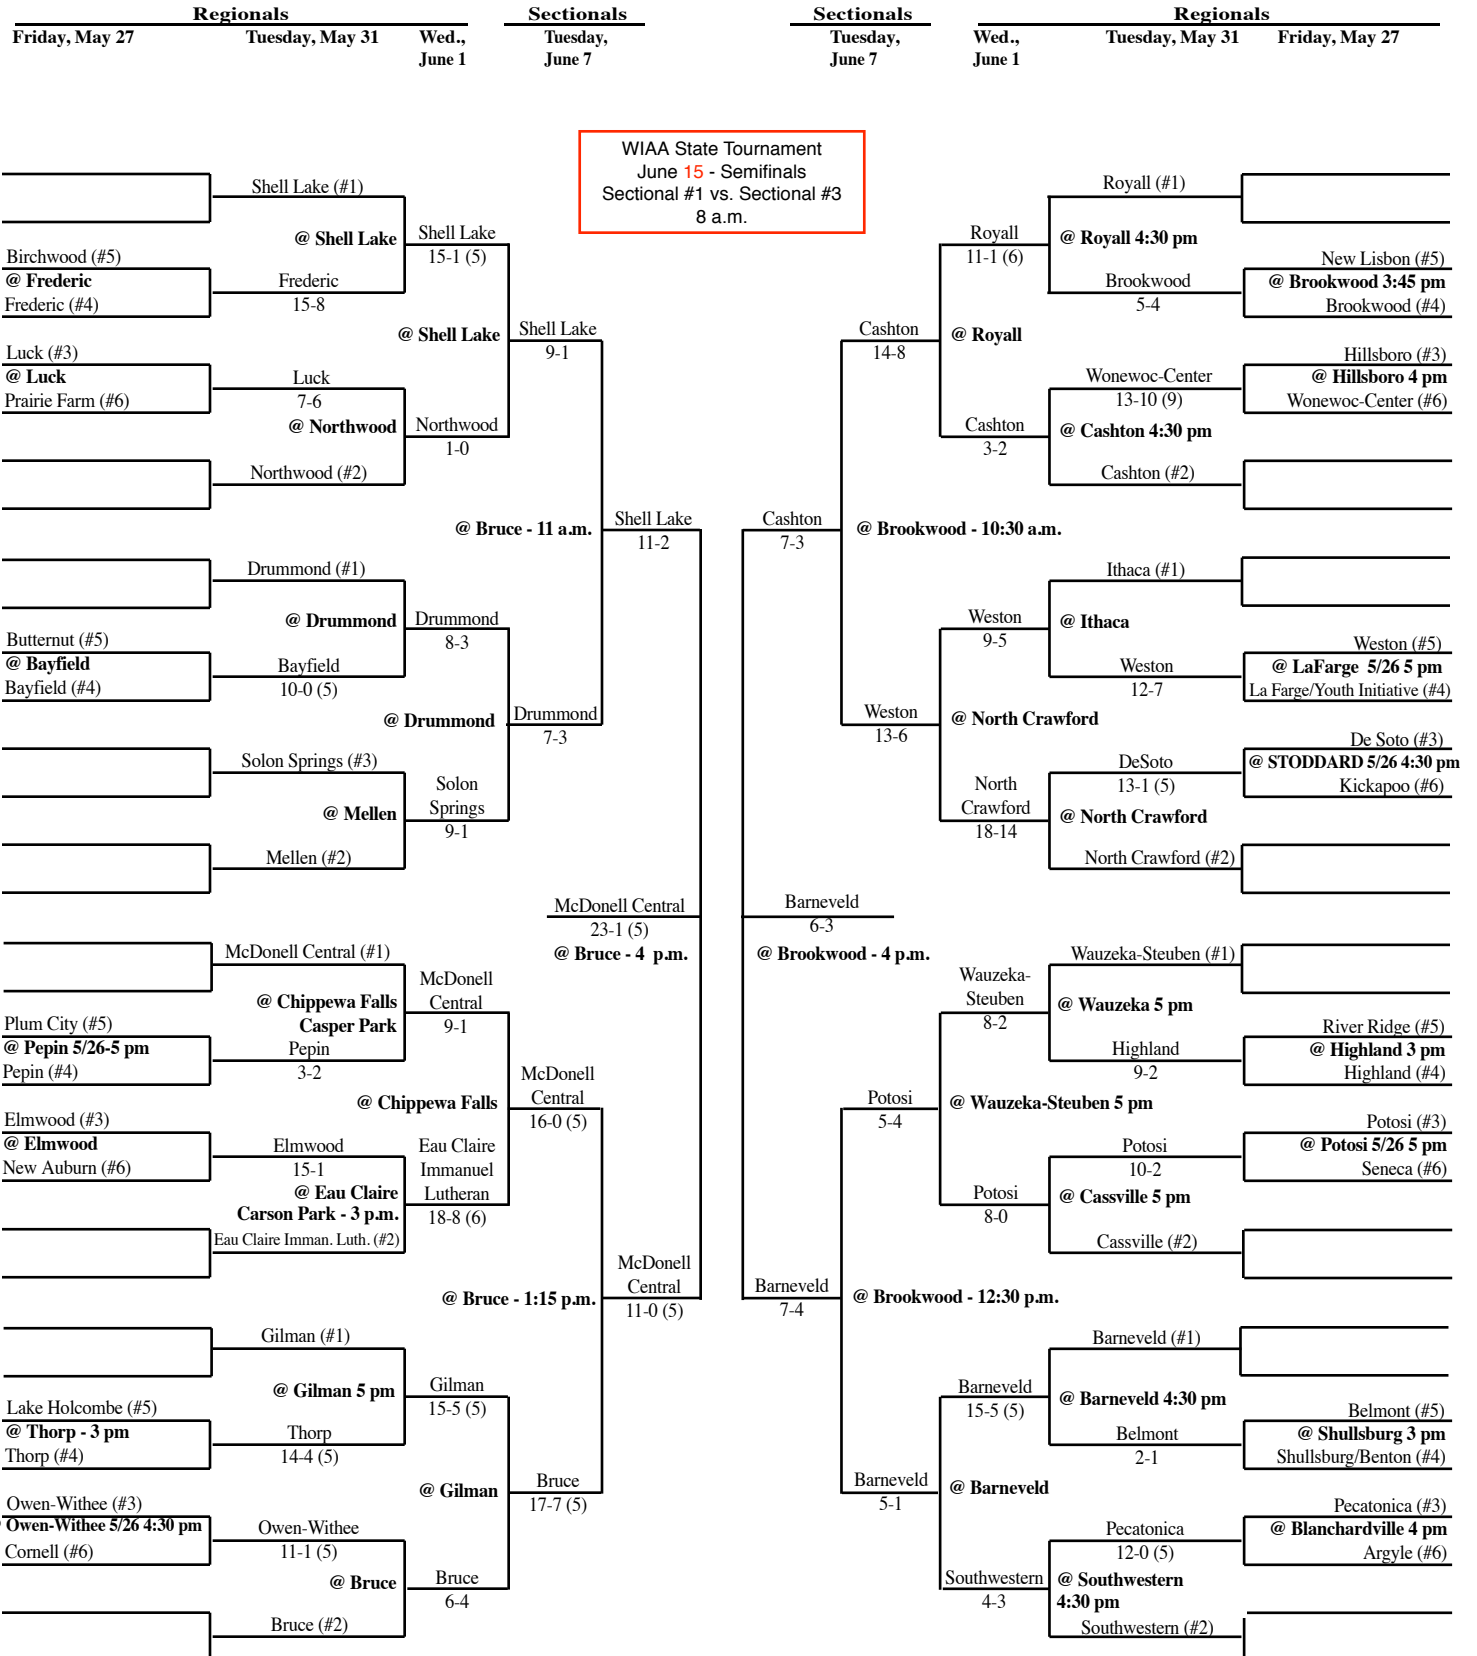 Regionals
Sectionals
Sectionals
Regionals
Friday, May 27
Tuesday, May 31
Wed.,
June 1
Tuesday,
June 7
Tuesday,
June 7
Wed.,
June 1
Tuesday, May 31
Friday, May 27
WIAA State Tournament
June 15 - Semifinals
Sectional #1 vs. Sectional #3
8 a.m.
Shell Lake (#1)
@ Shell Lake
Shell Lake
15-1 (5)
Birchwood (#5)
@ Frederic
Frederic (#4)
Frederic
15-8
@ Shell Lake
Shell Lake
9-1
Luck (#3)
@ Luck
Prairie Farm (#6)
Luck
7-6
@ Northwood
Northwood
1-0
Northwood (#2)
@ Bruce - 11 a.m.
Shell Lake
11-2
Drummond (#1)
@ Drummond
Drummond
8-3
Butternut (#5)
@ Bayfield
Bayfield (#4)
Bayfield
10-0 (5)
@ Drummond
Drummond
7-3
Solon Springs (#3)
@ Mellen
Solon
Springs
9-1
Mellen (#2)
McDonell Central
23-1 (5)
@ Bruce - 4 p.m.
McDonell Central (#1)
@ Chippewa Falls
Casper Park
McDonell
Central
9-1
Plum City (#5)
@ Pepin 5/26-5 pm
Pepin (#4)
Pepin
3-2
@ Chippewa Falls
McDonell
Central
16-0 (5)
Elmwood (#3)
@ Elmwood
New Auburn (#6)
Elmwood
15-1
@ Eau Claire
Carson Park - 3 p.m.
Eau Claire
Immanuel
Lutheran
18-8 (6)
Eau Claire Imman. Luth. (#2)
@ Bruce - 1:15 p.m.
McDonell
Central
11-0 (5)
Gilman (#1)
@ Gilman 5 pm
Gilman
15-5 (5)
Lake Holcombe (#5)
@ Thorp - 3 pm
Thorp (#4)
Thorp
14-4 (5)
@ Gilman
Bruce
17-7 (5)
Owen-Withee (#3)
Owen-Withee 5/26 4:30 pm
Cornell (#6)
Owen-Withee
11-1 (5)
@ Bruce
Bruce
6-4
Bruce (#2)
Royall (#1)
Royall
11-1 (6)
@ Royall 4:30 pm
New Lisbon (#5)
@ Brookwood 3:45 pm
Brookwood (#4)
Brookwood
5-4
Cashton
14-8
@ Royall
Hillsboro (#3)
@ Hillsboro 4 pm
Wonewoc-Center (#6)
Wonewoc-Center
13-10 (9)
Cashton
3-2
@ Cashton 4:30 pm
Cashton (#2)
Cashton
7-3
@ Brookwood - 10:30 a.m.
Ithaca (#1)
Weston
9-5
@ Ithaca
Weston (#5)
@ LaFarge 5/26 5 pm
La Farge/Youth Initiative (#4)
Weston
12-7
Weston
13-6
@ North Crawford
De Soto (#3)
@ STODDARD 5/26 4:30 pm
Kickapoo (#6)
DeSoto
13-1 (5)
North
Crawford
18-14
@ North Crawford
North Crawford (#2)
Barneveld
6-3
@ Brookwood - 4 p.m.
Wauzeka-Steuben (#1)
Wauzeka-
Steuben
8-2
@ Wauzeka 5 pm
River Ridge (#5)
@ Highland 3 pm
Highland (#4)
Highland
9-2
Potosi
5-4
@ Wauzeka-Steuben 5 pm
Potosi (#3)
@ Potosi 5/26 5 pm
Seneca (#6)
Potosi
10-2
Potosi
8-0
@ Cassville 5 pm
Cassville (#2)
Barneveld
7-4
@ Brookwood - 12:30 p.m.
Barneveld (#1)
Barneveld
15-5 (5)
@ Barneveld 4:30 pm
Belmont (#5)
@ Shullsburg 3 pm
Shullsburg/Benton (#4)
Belmont
2-1
Barneveld
5-1
@ Barneveld
Pecatonica (#3)
@ Blanchardville 4 pm
Argyle (#6)
Pecatonica
12-0 (5)
Southwestern
4-3
@ Southwestern
4:30 pm
Southwestern (#2)